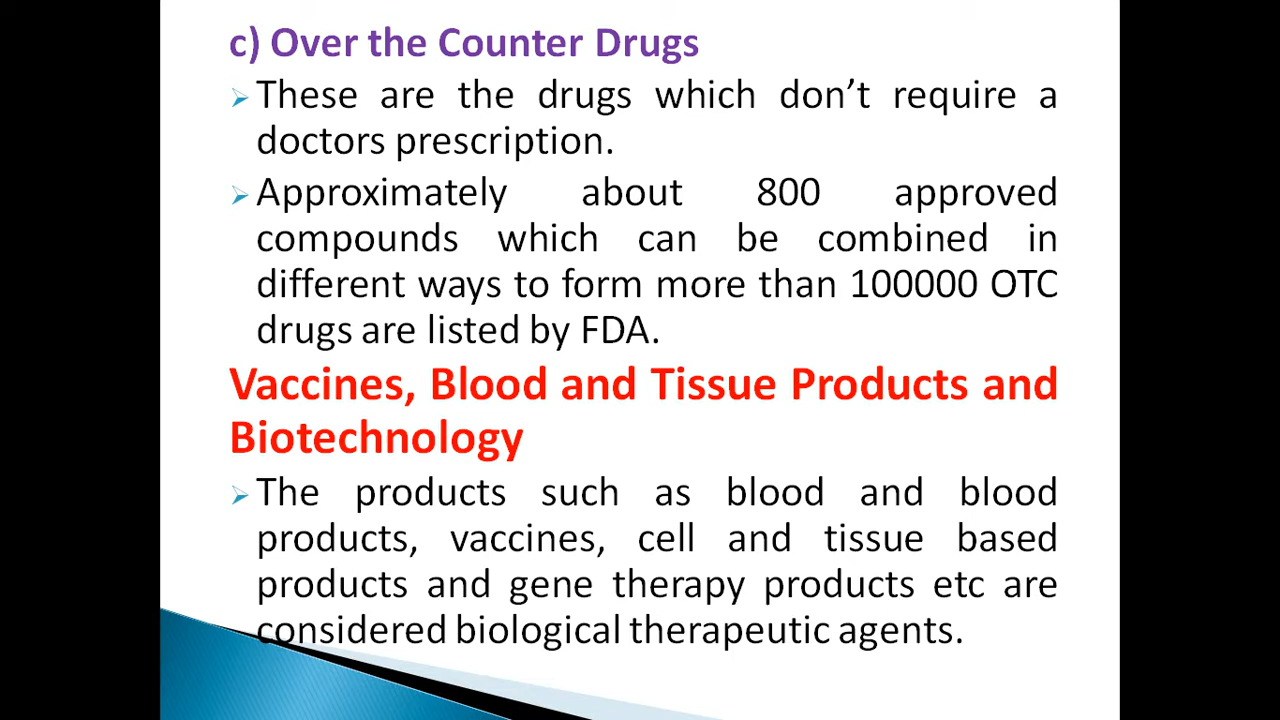 c) Over the Counter Drugs
These are the drugs which don’t require a
doctors prescription.
Approximately about 800 approved
compounds which can be combined in
different ways to form more than 100000 OTC
drugs are listed by FDA.
Vaccines, Blood and Tissue Products and
Biotechnology
The products such as blood and blood
products, vaccines, cell and tissue based
products and gene therapy products etc are
considered biological therapeutic agents.